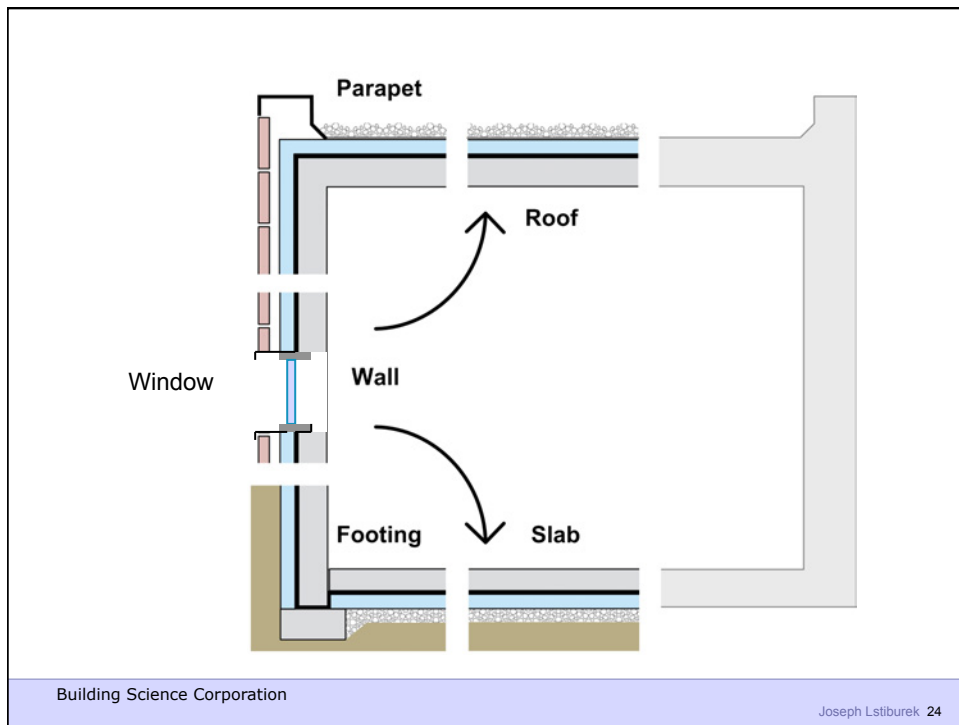 Parapet
Roof
Window
Wall
Footing
Slab
Building Science Corporation
Joseph Lstiburek 24